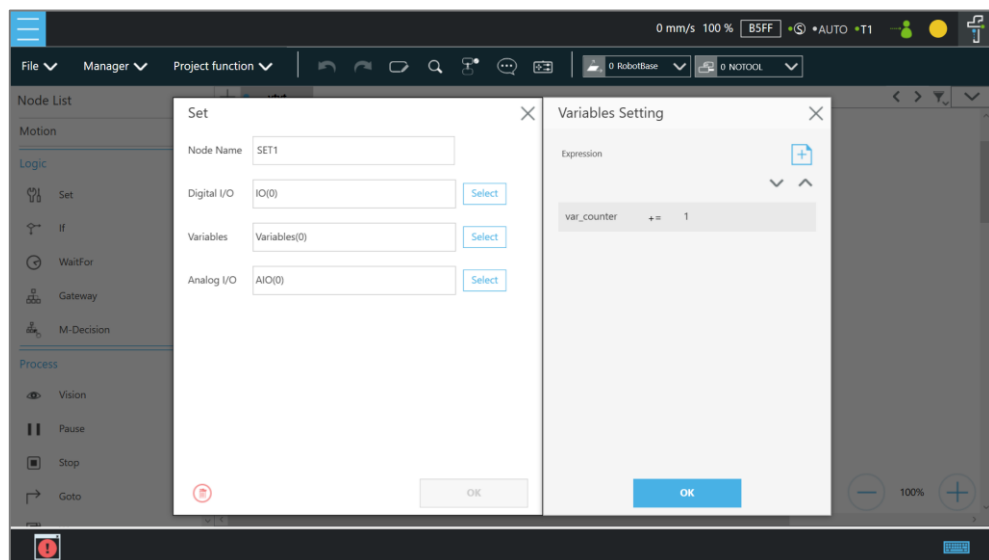 0 mm/s 100 % B5FF •Ⓢ •AUTO •T1
File Manager Project function 0 RobotBase 0 NOTOOL
Node List
Motion
Logic
Set
If
WaitFor
Gateway
M-Decision
Process
Vision
Pause
Stop
Goto
Set
Node Name SET1
Digital I/O IO(0) Select
Variables Variables(0) Select
Analog I/O AIO(0) Select
OK
Variables Setting
Expression
var_counter += 1
OK
100%